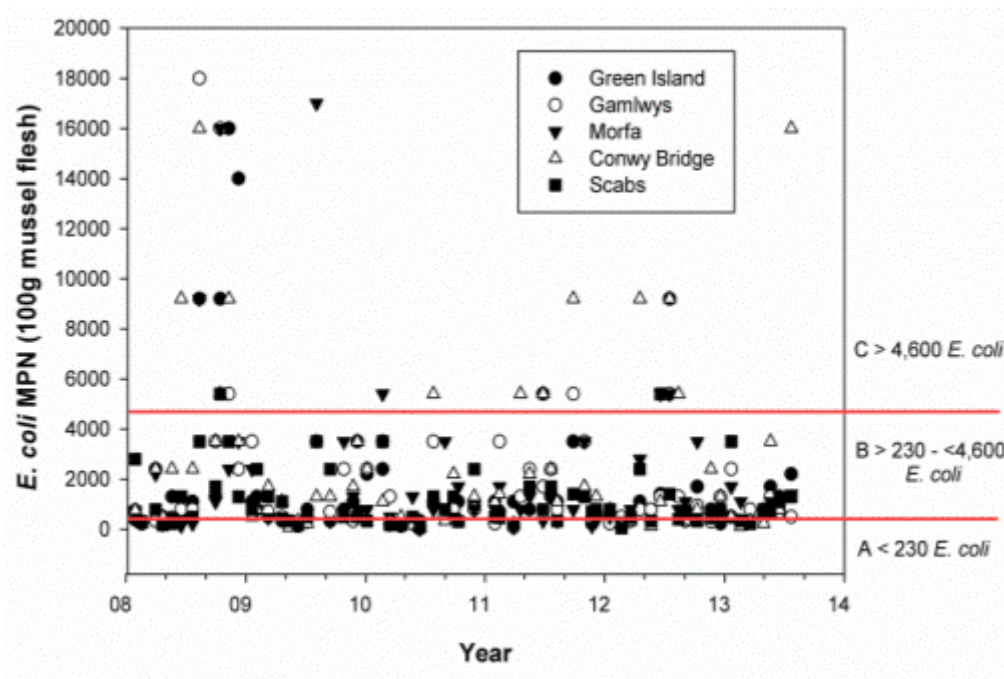 20000
18000
16000
14000
12000
10000
8000
6000
4000
2000
0
E. coli MPN (100g mussel flesh)
Green Island
Gamlwys
Morfa
Conwy Bridge
Scabs
C > 4,600 E. coli
B > 230 - <4,600
E. coli
A < 230 E. coli
08 09 10 11 12 13 14
Year